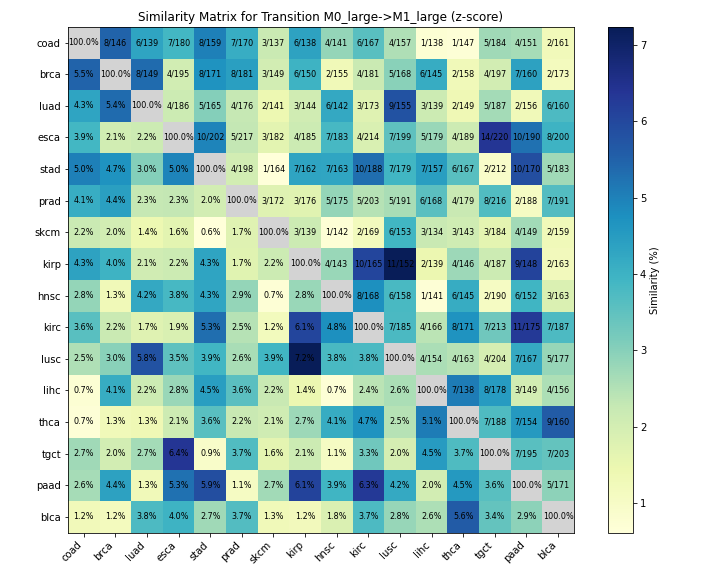 Similarity Matrix for Transition M0_large->M1_large (z-score)
coad 100.0% 8/146 6/139 7/180 8/159 7/170 3/137 6/138 4/141 6/167 4/157 1/138 1/147 5/184 4/151 2/161
brca 5.5% 100.0% 8/149 4/195 8/171 8/181 3/149 6/150 2/155 4/181 5/168 6/145 2/158 4/197 7/160 2/173
luad 4.3% 5.4% 100.0% 4/186 5/165 4/176 2/141 3/144 6/142 3/173 9/155 3/139 2/149 5/187 2/156 6/160
esca 3.9% 2.1% 2.2% 100.0% 10/202 5/217 3/182 4/185 7/183 4/214 7/199 5/179 4/189 14/220 10/190 8/200
stad 5.0% 4.7% 3.0% 5.0% 100.0% 4/198 1/164 7/162 7/163 10/188 7/179 7/157 6/167 2/212 10/170 5/183
prad 4.1% 4.4% 2.3% 2.3% 2.0% 100.0% 3/172 3/176 5/175 5/203 5/191 6/168 4/179 8/216 2/188 7/191
skcm 2.2% 2.0% 1.4% 1.6% 0.6% 1.7% 100.0% 3/139 1/142 2/169 6/153 3/134 3/143 3/184 4/149 2/159
kirp 4.3% 4.0% 2.1% 2.2% 4.3% 1.7% 2.2% 100.0% 4/143 10/165 11/152 2/139 4/146 4/187 9/148 2/163
hnsc 2.8% 1.3% 4.2% 3.8% 4.3% 2.9% 0.7% 2.8% 100.0% 8/168 6/158 1/141 6/145 2/190 6/152 3/163
kirc 3.6% 2.2% 1.7% 1.9% 5.3% 2.5% 1.2% 6.1% 4.8% 100.0% 7/185 4/166 8/171 7/213 11/175 7/187
lusc 2.5% 3.0% 5.8% 3.5% 3.9% 2.6% 3.9% 7.2% 3.8% 3.8% 100.0% 4/154 4/163 4/204 7/167 5/177
lihc 0.7% 4.1% 2.2% 2.8% 4.5% 3.6% 2.2% 1.4% 0.7% 2.4% 2.6% 100.0% 7/138 8/178 3/149 4/156
thca 0.7% 1.3% 1.3% 2.1% 3.6% 2.2% 2.1% 2.7% 4.1% 4.7% 2.5% 5.1% 100.0% 7/188 7/154 9/160
tgct 2.7% 2.0% 2.7% 6.4% 0.9% 3.7% 1.6% 2.1% 1.1% 3.3% 2.0% 4.5% 3.7% 100.0% 7/195 7/203
paad 2.6% 4.4% 1.3% 5.3% 5.9% 1.1% 2.7% 6.1% 3.9% 6.3% 4.2% 2.0% 4.5% 3.6% 100.0% 5/171
blca 1.2% 1.2% 3.8% 4.0% 2.7% 3.7% 1.3% 1.2% 1.8% 3.7% 2.8% 2.6% 5.6% 3.4% 2.9% 100.0%
coad brca luad esca stad prad skcm kirp hnsc kirc lusc lihc thca tgct paad blca
7
6
5
4
3
2
1
Similarity (%)